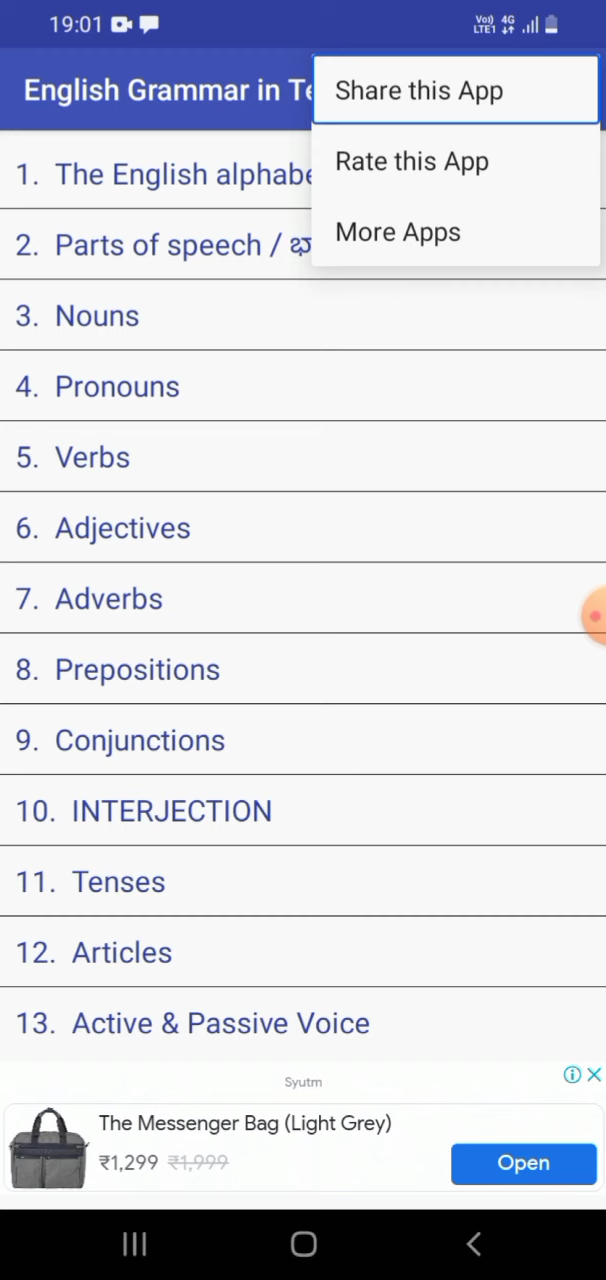 19:01
Vo)) 4G
LTE1
English Grammar in Te
Share this App
Rate this App
More Apps
1. The English alphabe
2. Parts of speech / భా
3. Nouns
4. Pronouns
5. Verbs
6. Adjectives
7. Adverbs
8. Prepositions
9. Conjunctions
10. INTERJECTION
11. Tenses
12. Articles
13. Active & Passive Voice
Syutm
The Messenger Bag (Light Grey)
₹1,299 ₹1,999
Open